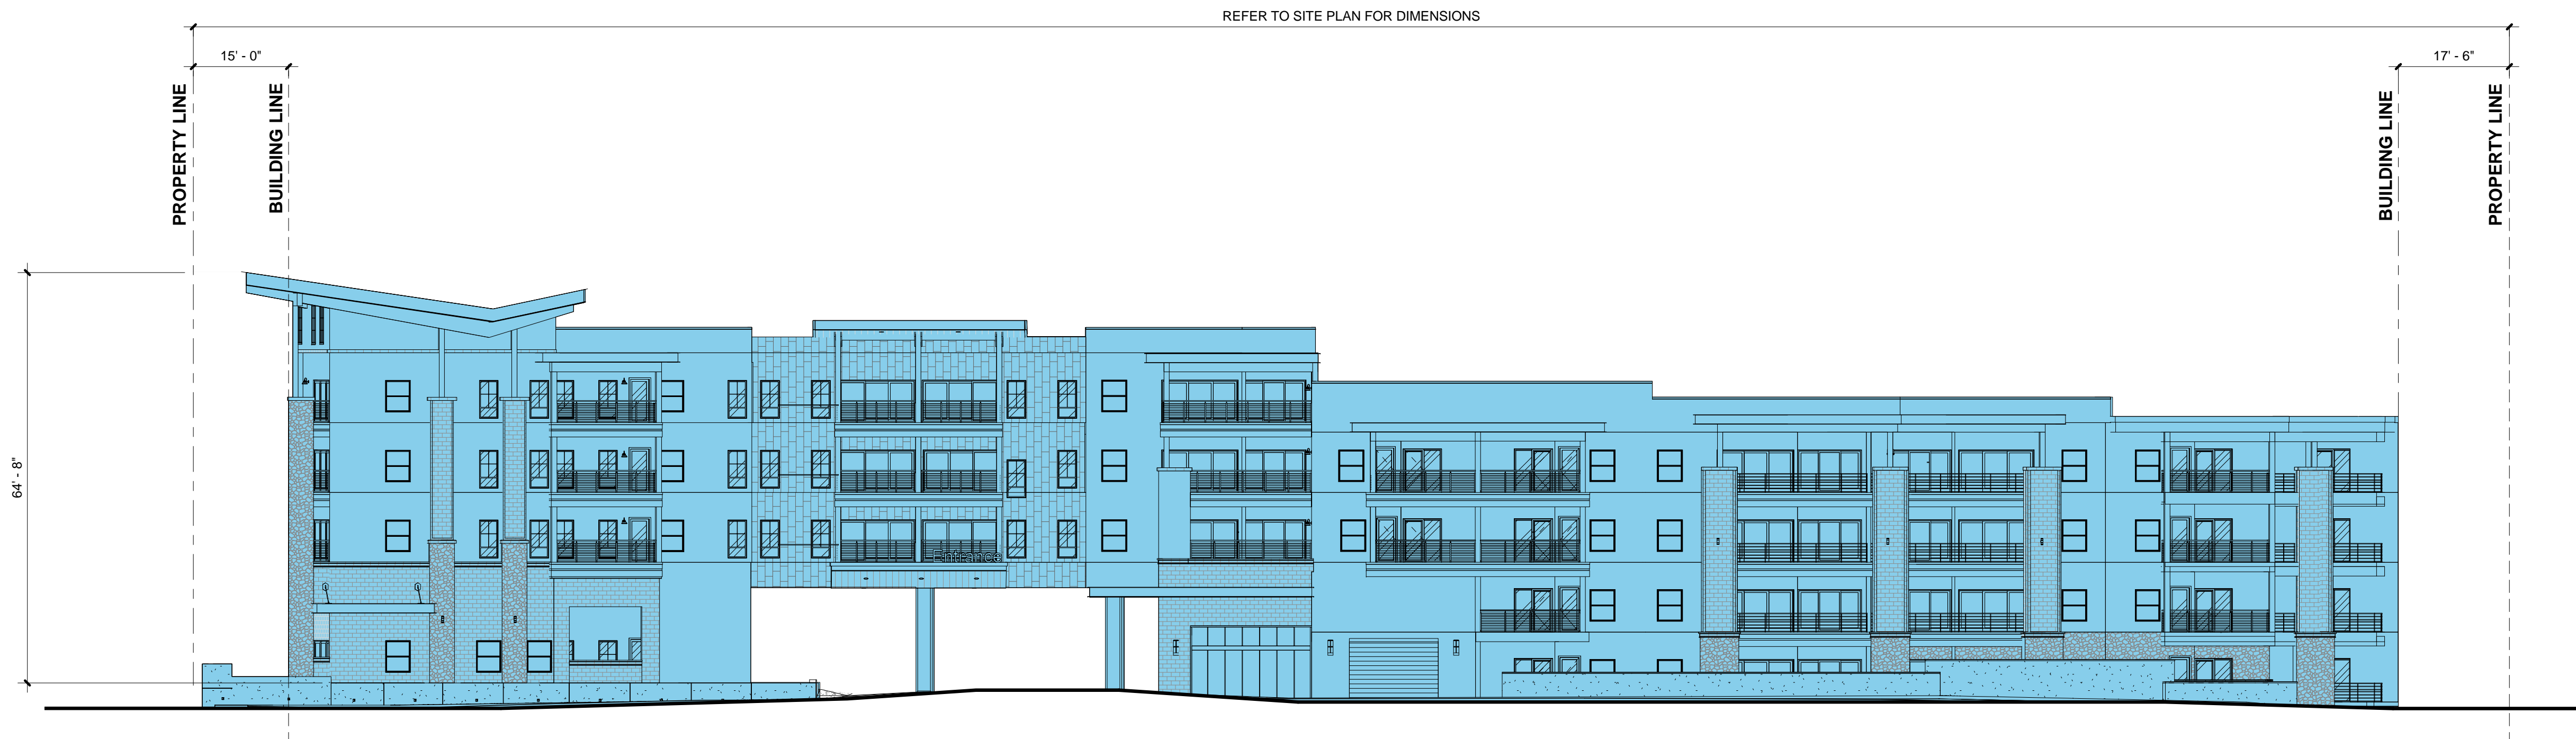 REFER TO SITE PLAN FOR DIMENSIONS
15' - 0"
17' - 6"
PROPERTY LINE
BUILDING LINE
BUILDING LINE
PROPERTY LINE
64' - 8"
Entrance